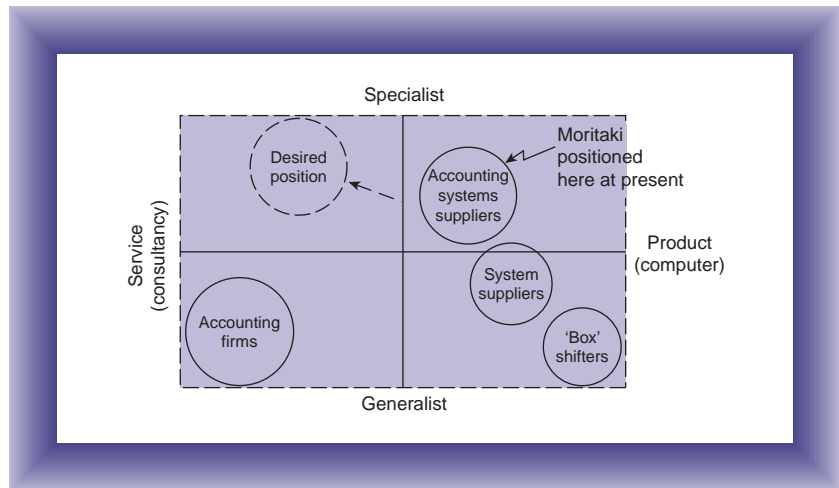 Specialist
Desired
position
Accounting
systems
suppliers
Moritaki
positioned
here at present
Service
(consultancy)
Product
(computer)
System
suppliers
Accounting
firms
'Box'
shifters
Generalist